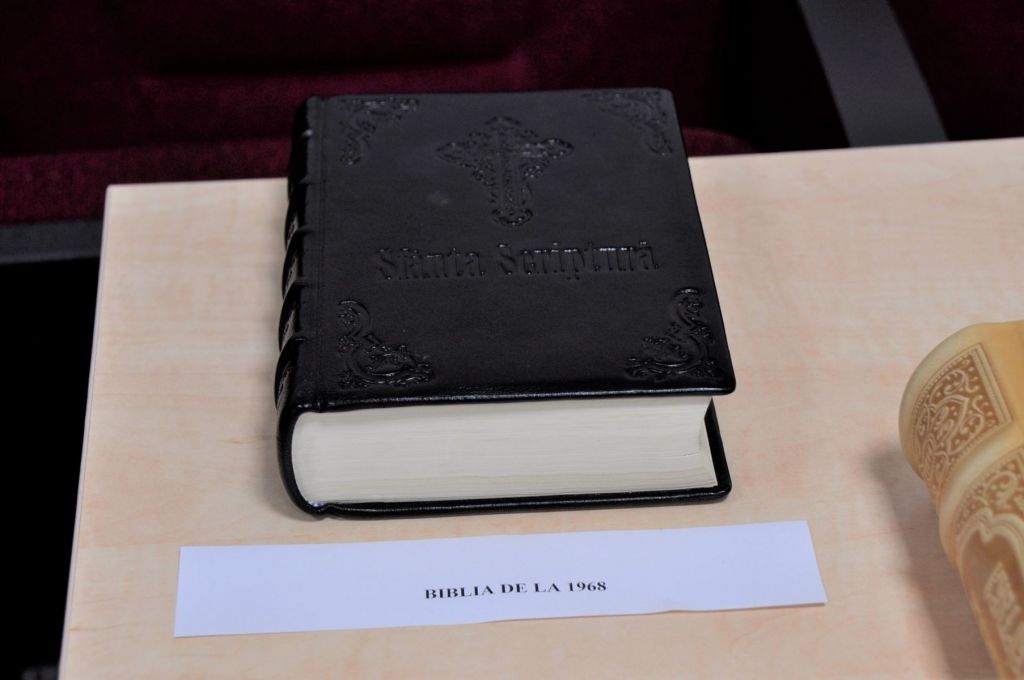 Sfânta Scriptură
BIBLIA DE LA 1968